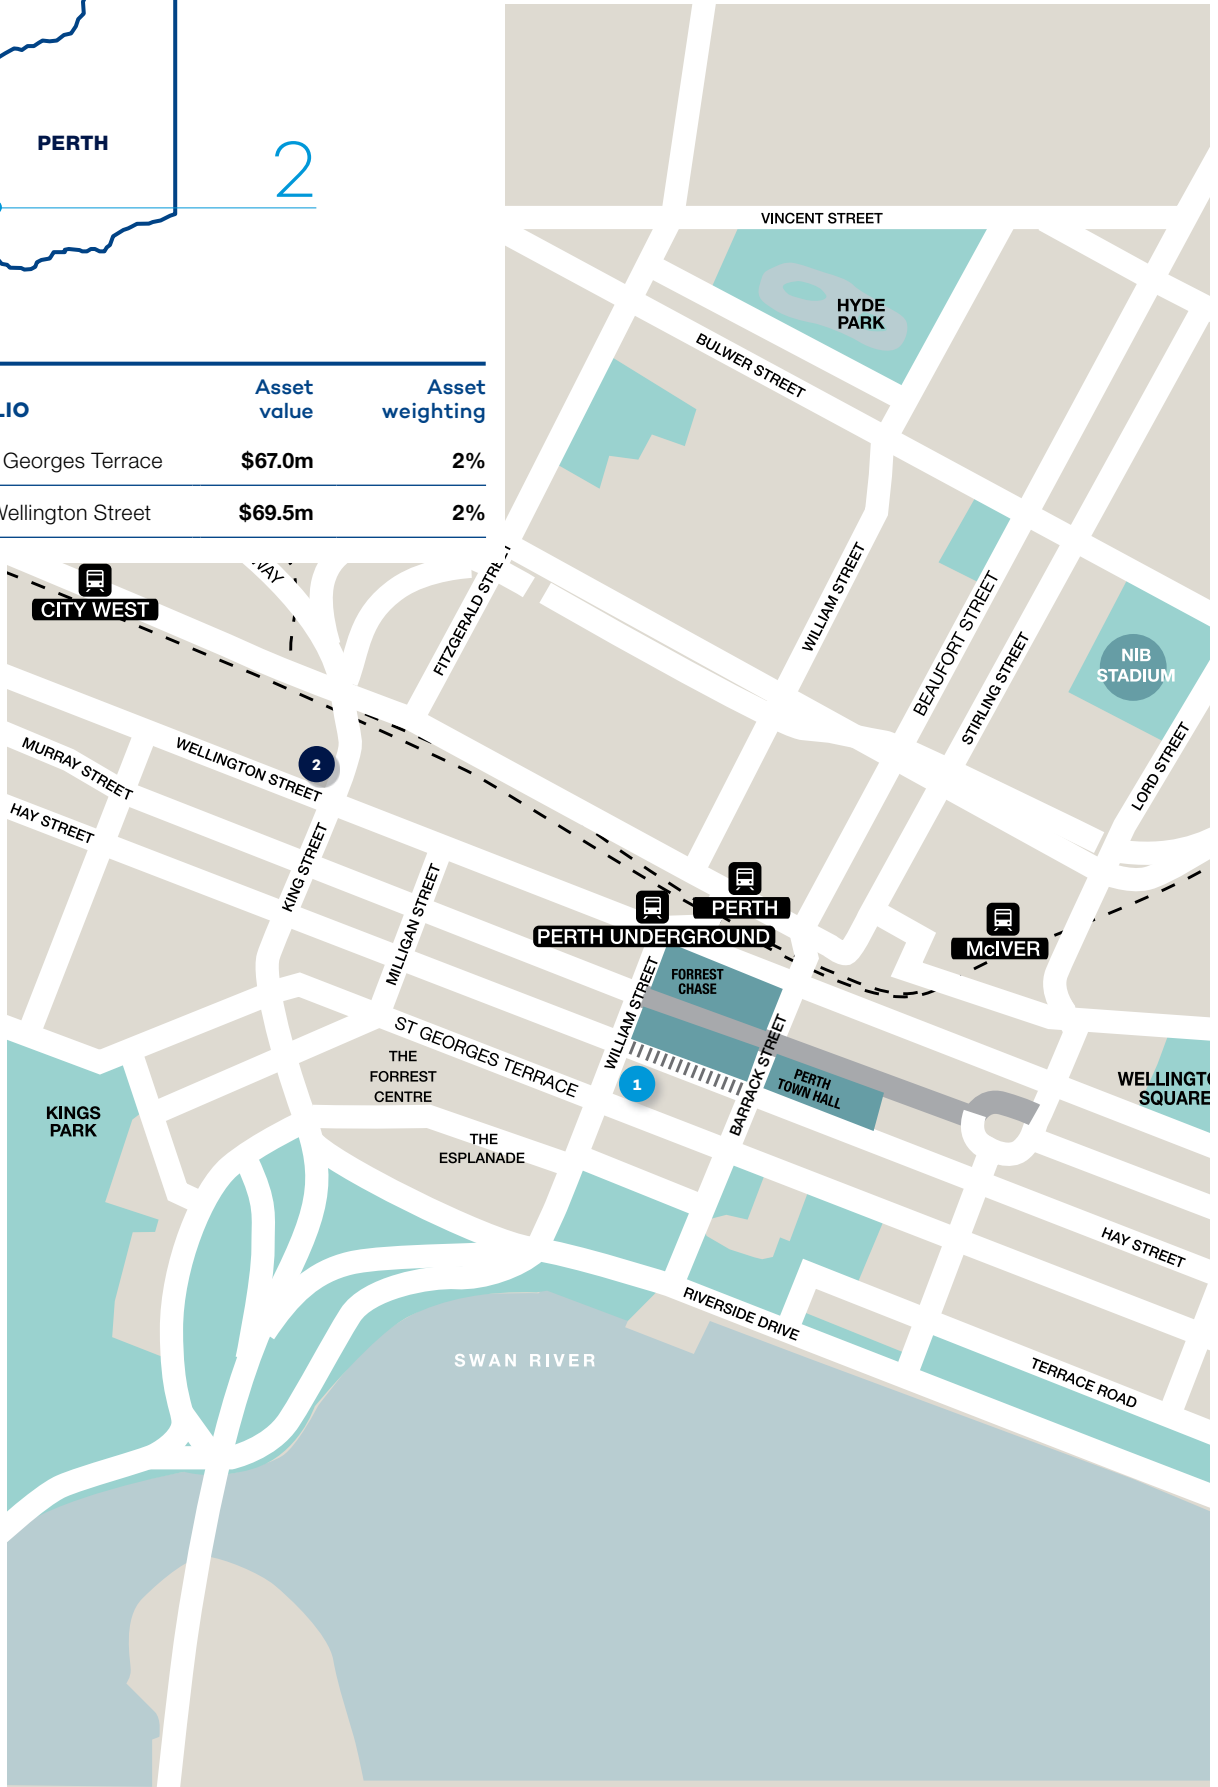 PERTH
2
VINCENT STREET
HYDE
PARK
BULWER STREET
Asset
value
Asset
weighting
Georges Terrace
$67.0m
2%
Wellington Street
$69.5m
2%
CITY WEST
FITZGERALD STREET
WILLIAM STREET
BEAUFORT STREET
STIRLING STREET
NIB
STADIUM
LORD STREET
WELLINGTON STREET
2
MURRAY STREET
HAY STREET
KING STREET
MILLIGAN STREET
PERTH
PERTH UNDERGROUND
McIVER
FORREST
CHASE
WILLIAM STREET
ST GEORGES TERRACE
BARRACK STREET
THE
FORREST
CENTRE
1
PERTH
TOWN HALL
WELLINGTO
SQUARE
KINGS
PARK
THE
ESPLANADE
HAY STREET
RIVERSIDE DRIVE
SWAN RIVER
TERRACE ROAD